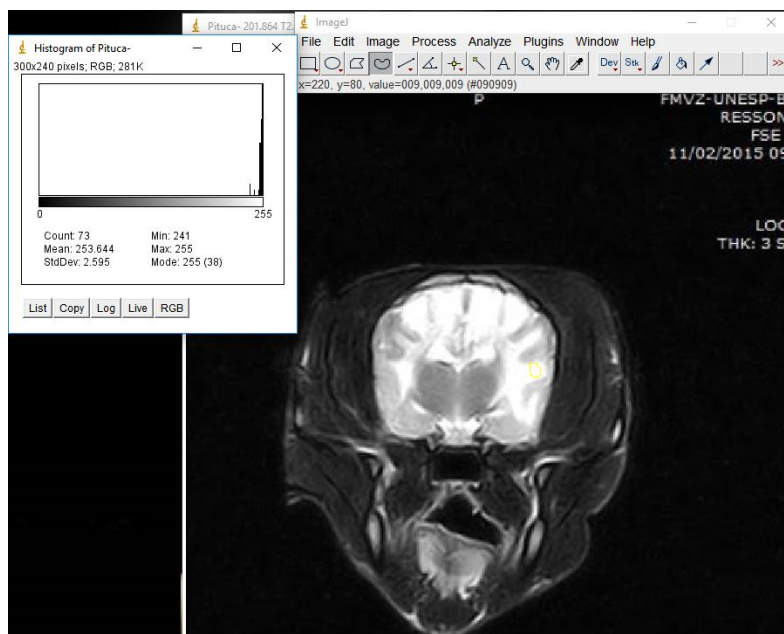 Pituca- 201.864 T2.
ImageJ
File Edit Image Process Analyze Plugins Window Help
Dev Stk A >>
x=220, y=80, value=009,009,009 (#090909)
Histogram of Pituca-
300x240 pixels; RGB; 281K
0 255
Count: 73 Min: 241
Mean: 253.644 Max: 255
StdDev: 2.595 Mode: 255 (38)
List Copy Log Live RGB
P
FMVZ-UNESP-B
RESSON
FSE
11/02/2015 09
LOC
THK: 3 S